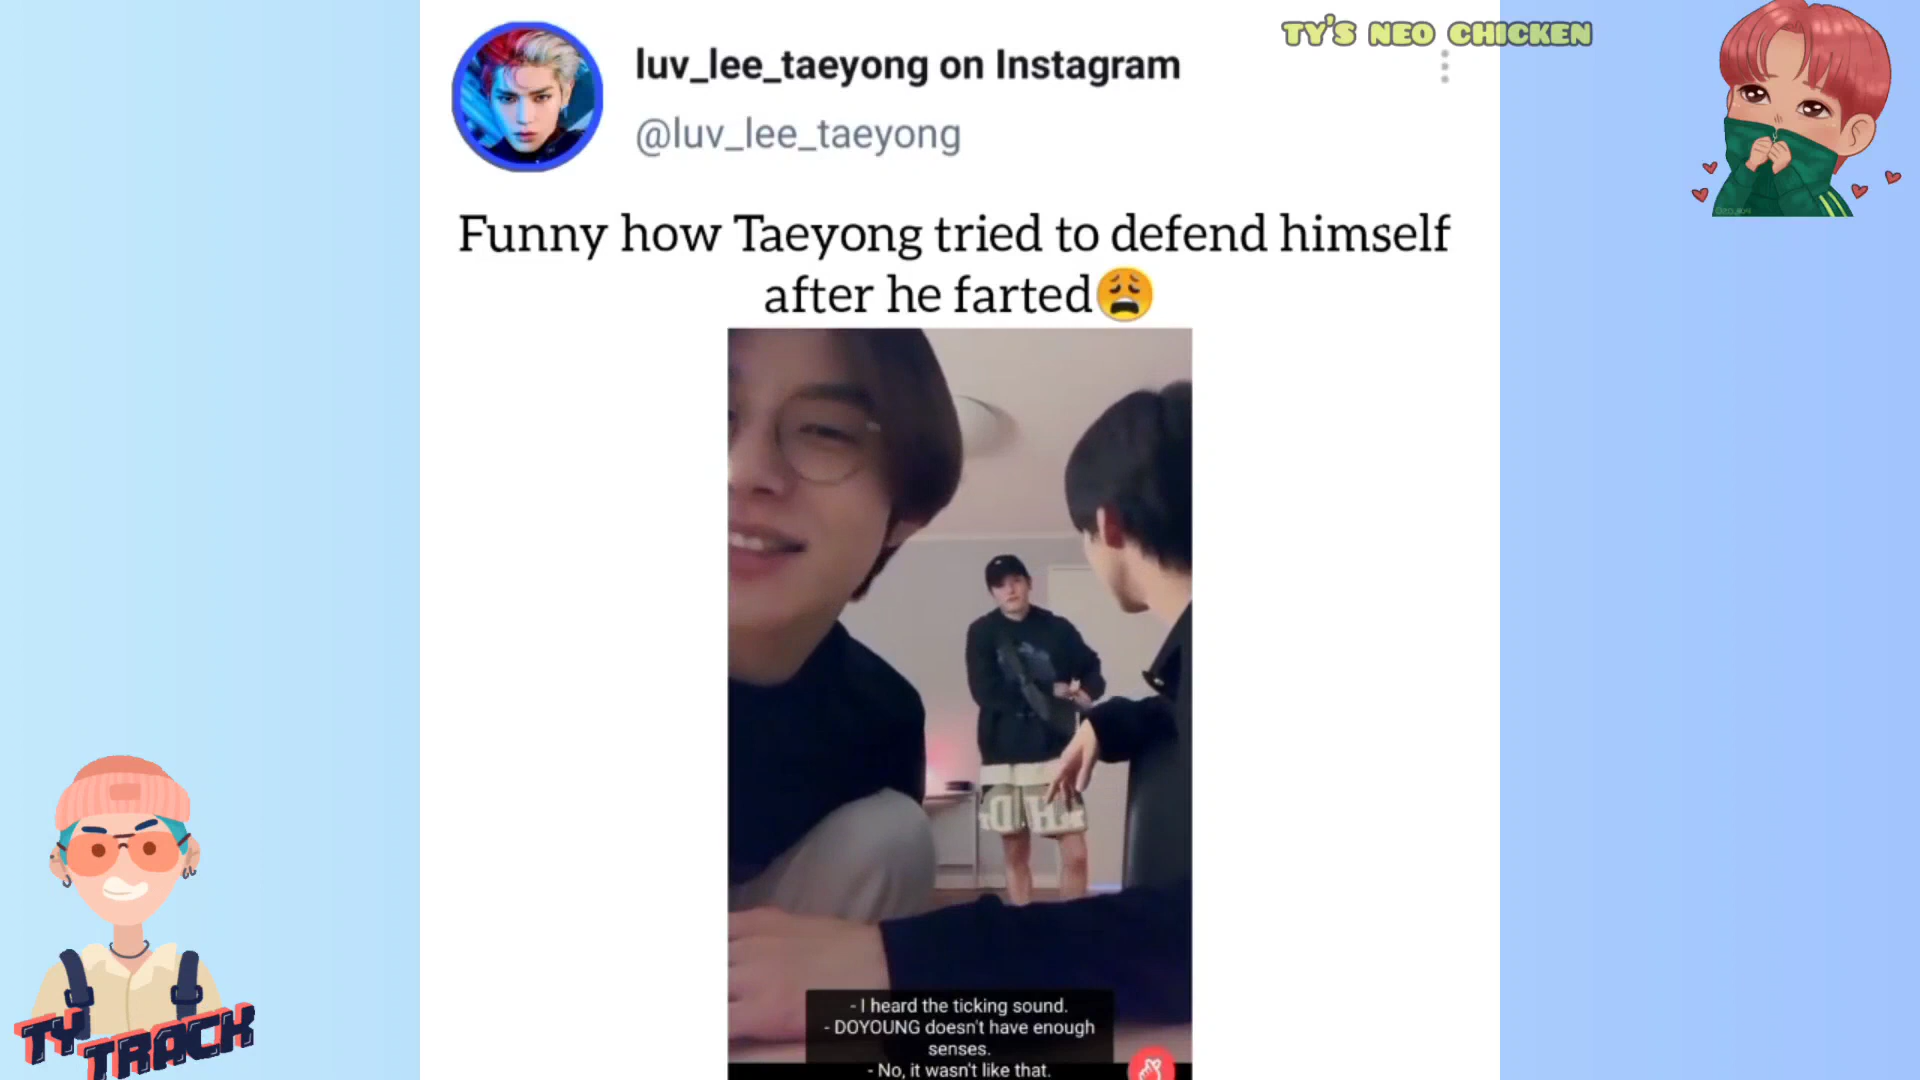 TY'S NEO CHICKEN
luv_lee_taeyong on Instagram
@luv_lee_taeyong
Funny how Taeyong tried to defend himself
after he farted😩
- I heard the ticking sound.
- DOYOUNG doesn't have enough
senses.
- No, it wasn't like that.
TY
TRACK